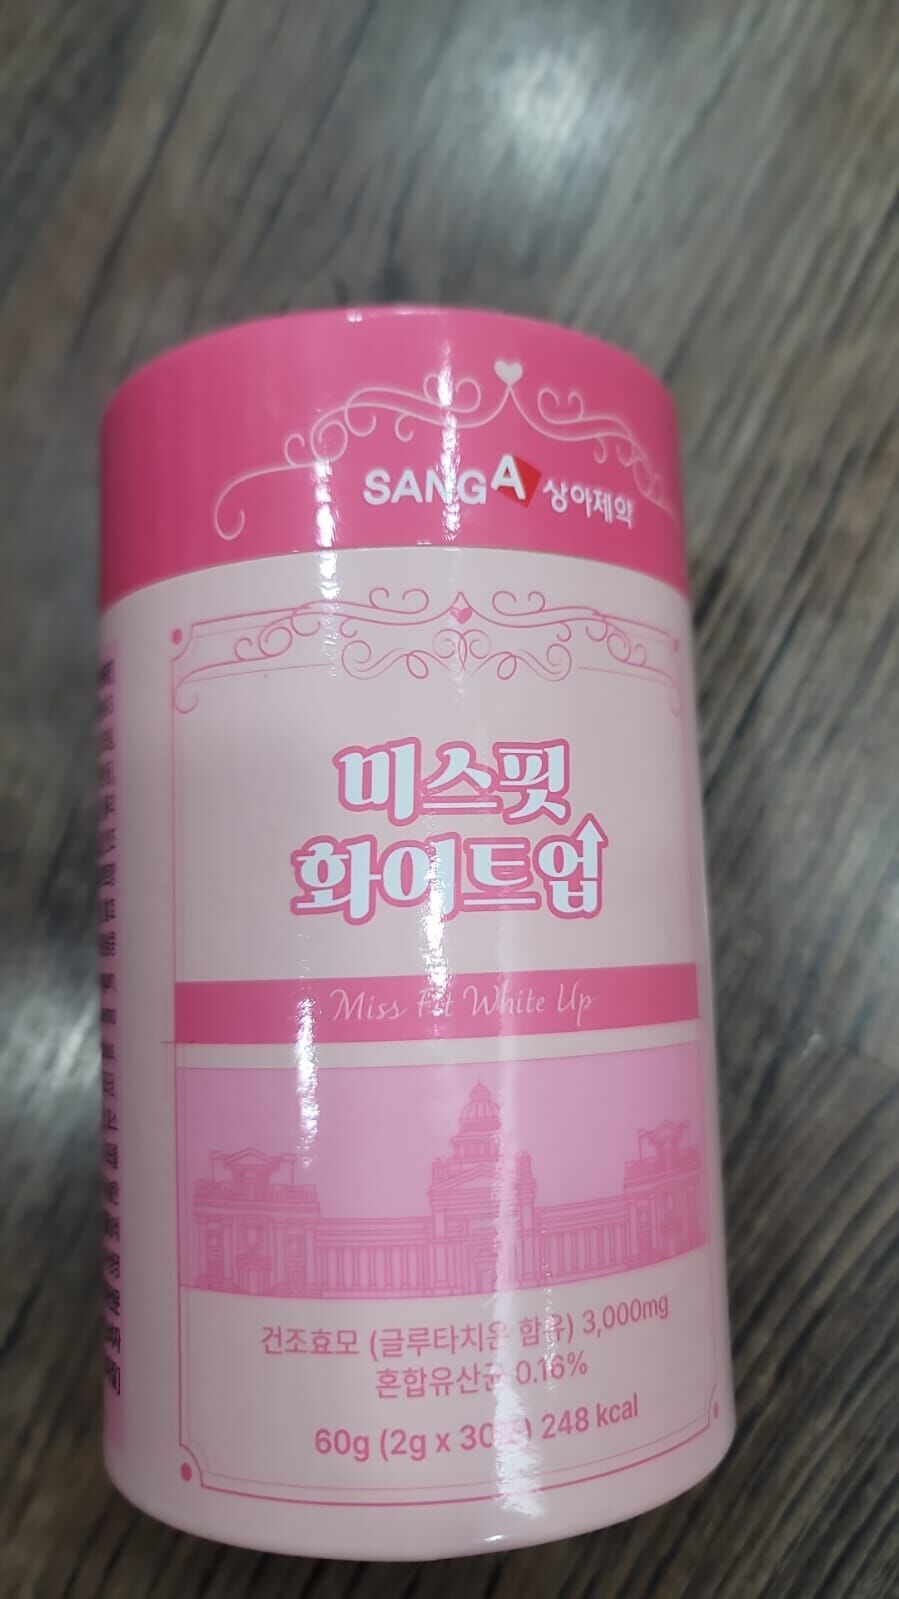 SANGA 상아제약
미스핏
화이트업
Miss Fit White Up
건조효모 (글루타치온 함유) 3,000mg
혼합유산균 0.16%
60g (2g x 30포) 248 kcal